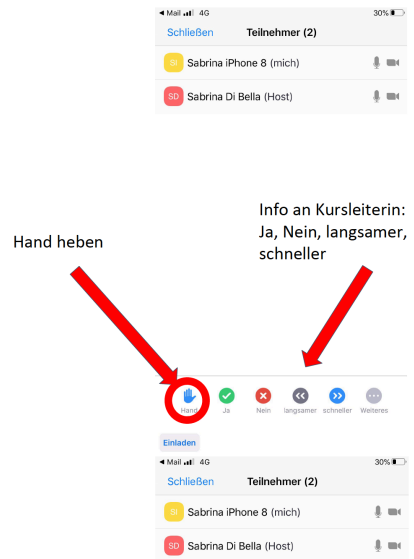 Mail 4G 30%
Schließen Teilnehmer (2)
SI Sabrina iPhone 8 (mich)
SD Sabrina Di Bella (Host)
Info an Kursleiterin:
Ja, Nein, langsamer,
schneller
Hand heben
Hand Ja Nein langsamer schneller Weiteres
Einladen
Mail 4G 30%
Schließen Teilnehmer (2)
SI Sabrina iPhone 8 (mich)
SD Sabrina Di Bella (Host)